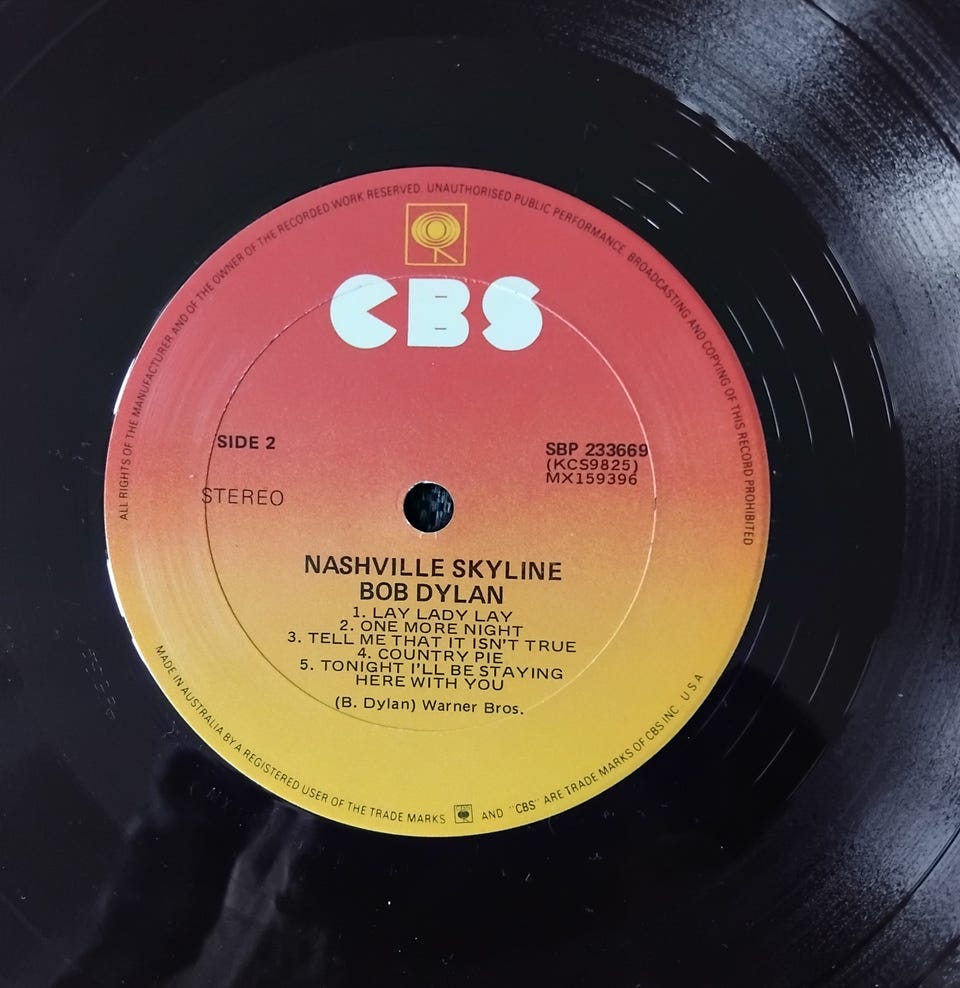 ALL RIGHTS OF THE MANUFACTURER AND OF THE OWNER OF THE RECORDED WORK RESERVED. UNAUTHORISED PUBLIC PERFORMANCE BROADCASTING AND COPYING OF THIS RECORD PROHIBITED
CBS
SIDE 2
STEREO
SBP 233669
(KCS9825)
MX159396
NASHVILLE SKYLINE
BOB DYLAN
1. LAY LADY LAY
2. ONE MORE NIGHT
3. TELL ME THAT IT ISN'T TRUE
4. COUNTRY PIE
5. TONIGHT I'LL BE STAYING
HERE WITH YOU
(B. Dylan) Warner Bros.
MADE IN AUSTRALIA BY A REGISTERED USER OF THE TRADE MARKS AND "CBS" ARE TRADE MARKS OF CBS INC U S A